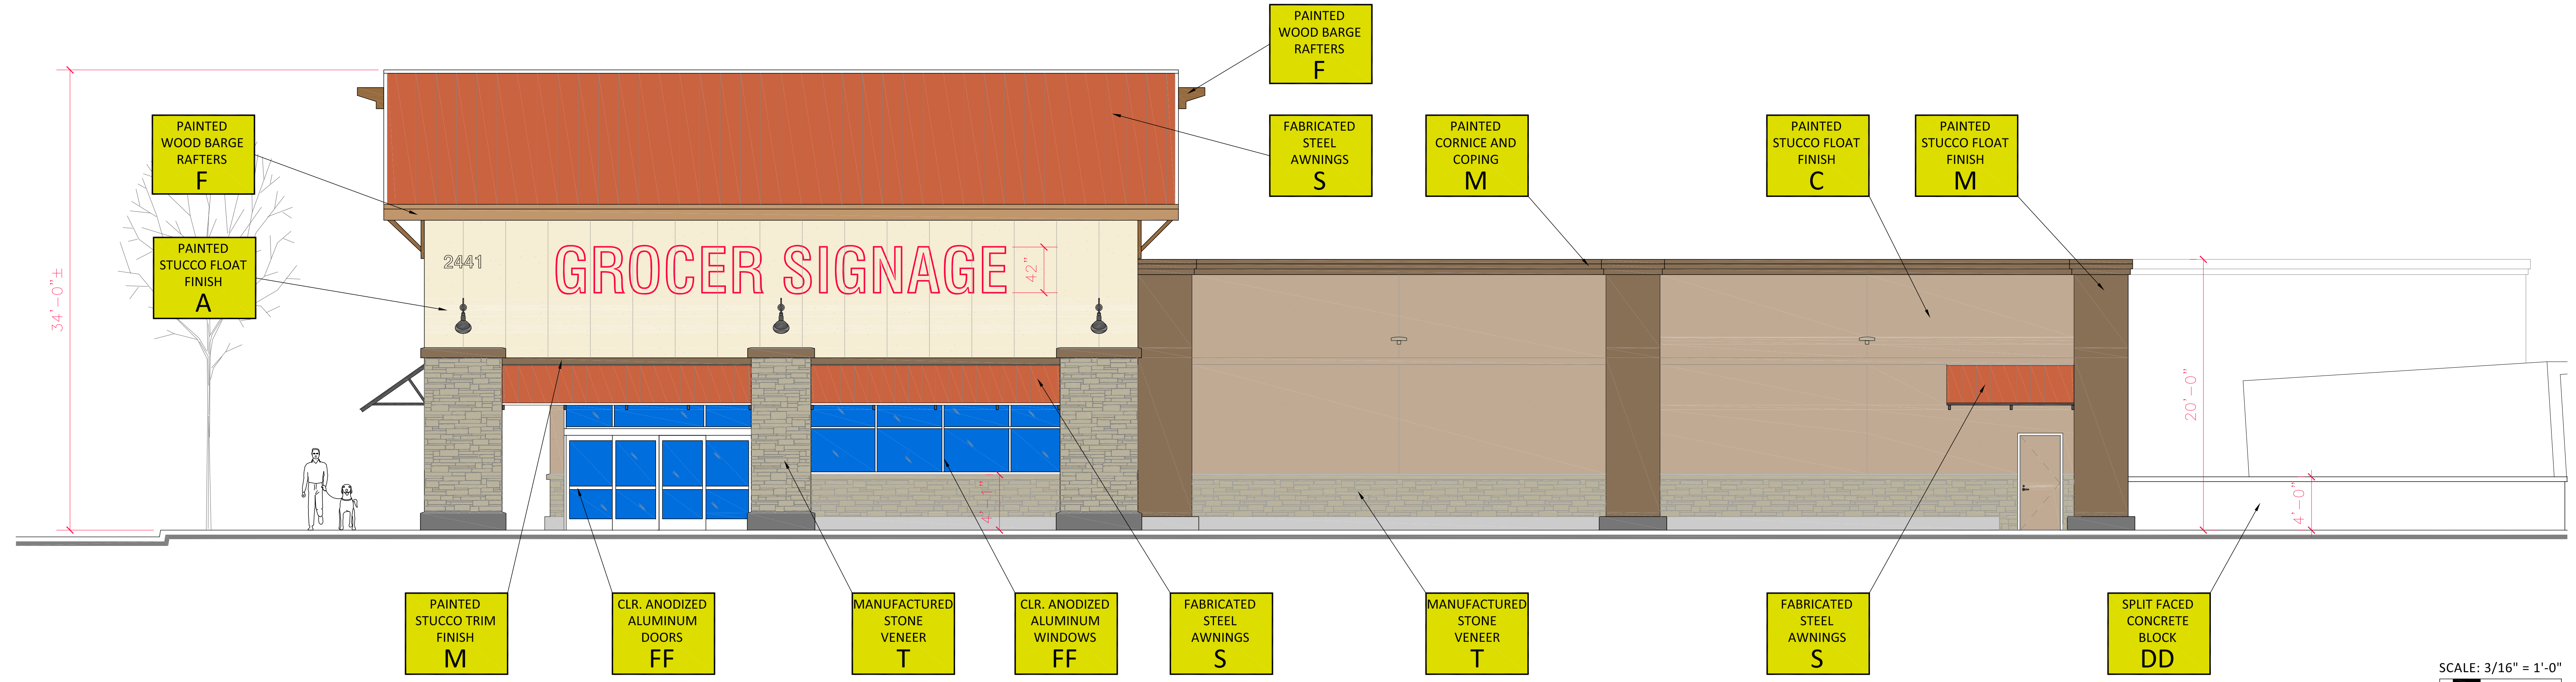 PAINTED
WOOD BARGE
RAFTERS
F
PAINTED
WOOD BARGE
RAFTERS
F
FABRICATED
STEEL
AWNINGS
S
PAINTED
CORNICE AND
COPING
M
PAINTED
STUCCO FLOAT
FINISH
C
PAINTED
STUCCO FLOAT
FINISH
M
PAINTED
STUCCO FLOAT
FINISH
A
34'-0"±
2441
GROCER SIGNAGE
42"
20'-0"
4'-1"
4'-0"
PAINTED
STUCCO TRIM
FINISH
M
CLR. ANODIZED
ALUMINUM
DOORS
FF
MANUFACTURED
STONE
VENEER
T
CLR. ANODIZED
ALUMINUM
WINDOWS
FF
FABRICATED
STEEL
AWNINGS
S
MANUFACTURED
STONE
VENEER
T
FABRICATED
STEEL
AWNINGS
S
SPLIT FACED
CONCRETE
BLOCK
DD
SCALE: 3/16" = 1'-0"